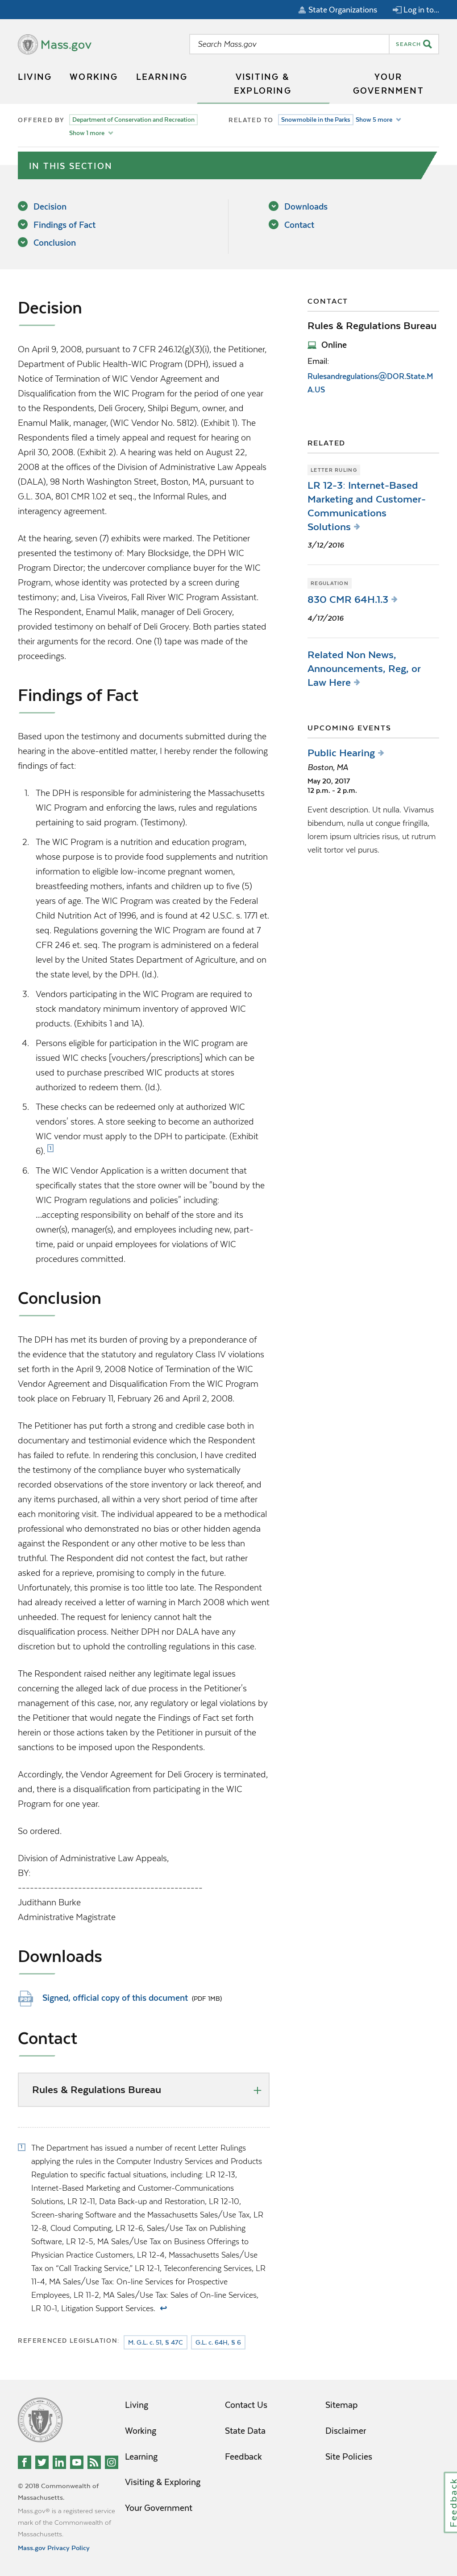 State Organizations
Log in to...
Mass.gov
Search Mass.gov
SEARCH
LIVING
WORKING
LEARNING
VISITING &
EXPLORING
YOUR
GOVERNMENT
OFFERED BY
Department of Conservation and Recreation
Show 1 more
RELATED TO
Snowmobile in the Parks
Show 5 more
IN THIS SECTION
Decision
Findings of Fact
Conclusion
Downloads
Contact
Decision
On April 9, 2008, pursuant to 7 CFR 246.12(g)(3)(i), the Petitioner,
Department of Public Health-WIC Program (DPH), issued a
Notice of Termination of WIC Vendor Agreement and
Disqualification from the WIC Program for the period of one year
to the Respondents, Deli Grocery, Shilpi Begum, owner, and
Enamul Malik, manager, (WIC Vendor No. 5812). (Exhibit 1). The
Respondents filed a timely appeal and request for hearing on
April 30, 2008. (Exhibit 2). A hearing was held on August 22,
2008 at the offices of the Division of Administrative Law Appeals
(DALA), 98 North Washington Street, Boston, MA, pursuant to
G.L. 30A, 801 CMR 1.02 et seq., the Informal Rules, and
interagency agreement.
At the hearing, seven (7) exhibits were marked. The Petitioner
presented the testimony of: Mary Blocksidge, the DPH WIC
Program Director; the undercover compliance buyer for the WIC
Program, whose identity was protected by a screen during
testimony; and, Lisa Viveiros, Fall River WIC Program Assistant.
The Respondent, Enamul Malik, manager of Deli Grocery,
provided testimony on behalf of Deli Grocery. Both parties stated
their arguments for the record. One (1) tape was made of the
proceedings.
Findings of Fact
Based upon the testimony and documents submitted during the
hearing in the above-entitled matter, I hereby render the following
findings of fact:
1. The DPH is responsible for administering the Massachusetts
WIC Program and enforcing the laws, rules and regulations
pertaining to said program. (Testimony).
2. The WIC Program is a nutrition and education program,
whose purpose is to provide food supplements and nutrition
information to eligible low-income pregnant women,
breastfeeding mothers, infants and children up to five (5)
years of age. The WIC Program was created by the Federal
Child Nutrition Act of 1996, and is found at 42 U.S.C. s. 1771 et.
seq. Regulations governing the WIC Program are found at 7
CFR 246 et. seq. The program is administered on a federal
level by the United States Department of Agriculture, and on
the state level, by the DPH. (Id.).
3. Vendors participating in the WIC Program are required to
stock mandatory minimum inventory of approved WIC
products. (Exhibits 1 and 1A).
4. Persons eligible for participation in the WIC program are
issued WIC checks [vouchers/prescriptions] which can be
used to purchase prescribed WIC products at stores
authorized to redeem them. (Id.).
5. These checks can be redeemed only at authorized WIC
vendors' stores. A store seeking to become an authorized
WIC vendor must apply to the DPH to participate. (Exhibit
6). 1
6. The WIC Vendor Application is a written document that
specifically states that the store owner will be "bound by the
WIC Program regulations and policies" including:
....accepting responsibility on behalf of the store and its
owner(s), manager(s), and employees including new, part-
time, paid or unpaid employees for violations of WIC
procedures committed.
Conclusion
The DPH has met its burden of proving by a preponderance of
the evidence that the statutory and regulatory Class IV violations
set forth in the April 9, 2008 Notice of Termination of the WIC
Vendor Agreement and Disqualification From the WIC Program
took place on February 11, February 26 and April 2, 2008.
The Petitioner has put forth a strong and credible case both in
documentary and testimonial evidence which the Respondent
has failed to refute. In rendering this conclusion, I have credited
the testimony of the compliance buyer who systematically
recorded observations of the store inventory or lack thereof, and
any items purchased, all within a very short period of time after
each monitoring visit. The individual appeared to be a methodical
professional who demonstrated no bias or other hidden agenda
against the Respondent or any other motive to be less than
truthful. The Respondent did not contest the fact, but rather
asked for a reprieve, promising to comply in the future.
Unfortunately, this promise is too little too late. The Respondent
had already received a letter of warning in March 2008 which went
unheeded. The request for leniency cannot halt the
disqualification process. Neither DPH nor DALA have any
discretion but to uphold the controlling regulations in this case.
The Respondent raised neither any legitimate legal issues
concerning the alleged lack of due process in the Petitioner's
management of this case, nor, any regulatory or legal violations by
the Petitioner that would negate the Findings of Fact set forth
herein or those actions taken by the Petitioner in pursuit of the
sanctions to be imposed upon the Respondents.
Accordingly, the Vendor Agreement for Deli Grocery is terminated,
and, there is a disqualification from participating in the WIC
Program for one year.
So ordered.
Division of Administrative Law Appeals,
BY:
----------------------------------------------
Judithann Burke
Administrative Magistrate
Downloads
PDF
Signed, official copy of this document (PDF 1MB)
Contact
Rules & Regulations Bureau
1 The Department has issued a number of recent Letter Rulings
applying the rules in the Computer Industry Services and Products
Regulation to specific factual situations, including: LR 12-13,
Internet-Based Marketing and Customer-Communications
Solutions, LR 12-11, Data Back-up and Restoration, LR 12-10,
Screen-sharing Software and the Massachusetts Sales/Use Tax, LR
12-8, Cloud Computing, LR 12-6, Sales/Use Tax on Publishing
Software, LR 12-5, MA Sales/Use Tax on Business Offerings to
Physician Practice Customers, LR 12-4, Massachusetts Sales/Use
Tax on "Call Tracking Service," LR 12-1, Teleconferencing Services, LR
11-4, MA Sales/Use Tax: On-line Services for Prospective
Employees, LR 11-2, MA Sales/Use Tax: Sales of On-line Services,
LR 10-1, Litigation Support Services. ↩
REFERENCED LEGISLATION:
M. G.L. c. 51, § 47C
G.L. c. 64H, § 6
CONTACT
Rules & Regulations Bureau
Online
Email:
Rulesandregulations@DOR.State.M
A.US
RELATED
LETTER RULING
LR 12-3: Internet-Based
Marketing and Customer-
Communications
Solutions
3/12/2016
REGULATION
830 CMR 64H.1.3
4/17/2016
Related Non News,
Announcements, Reg, or
Law Here
UPCOMING EVENTS
Public Hearing
Boston, MA
May 20, 2017
12 p.m. - 2 p.m.
Event description. Ut nulla. Vivamus
bibendum, nulla ut congue fringilla,
lorem ipsum ultricies risus, ut rutrum
velit tortor vel purus.
© 2018 Commonwealth of
Massachusetts.
Mass.gov® is a registered service
mark of the Commonwealth of
Massachusetts.
Mass.gov Privacy Policy
Living
Working
Learning
Visiting & Exploring
Your Government
Contact Us
State Data
Feedback
Sitemap
Disclaimer
Site Policies
Feedback